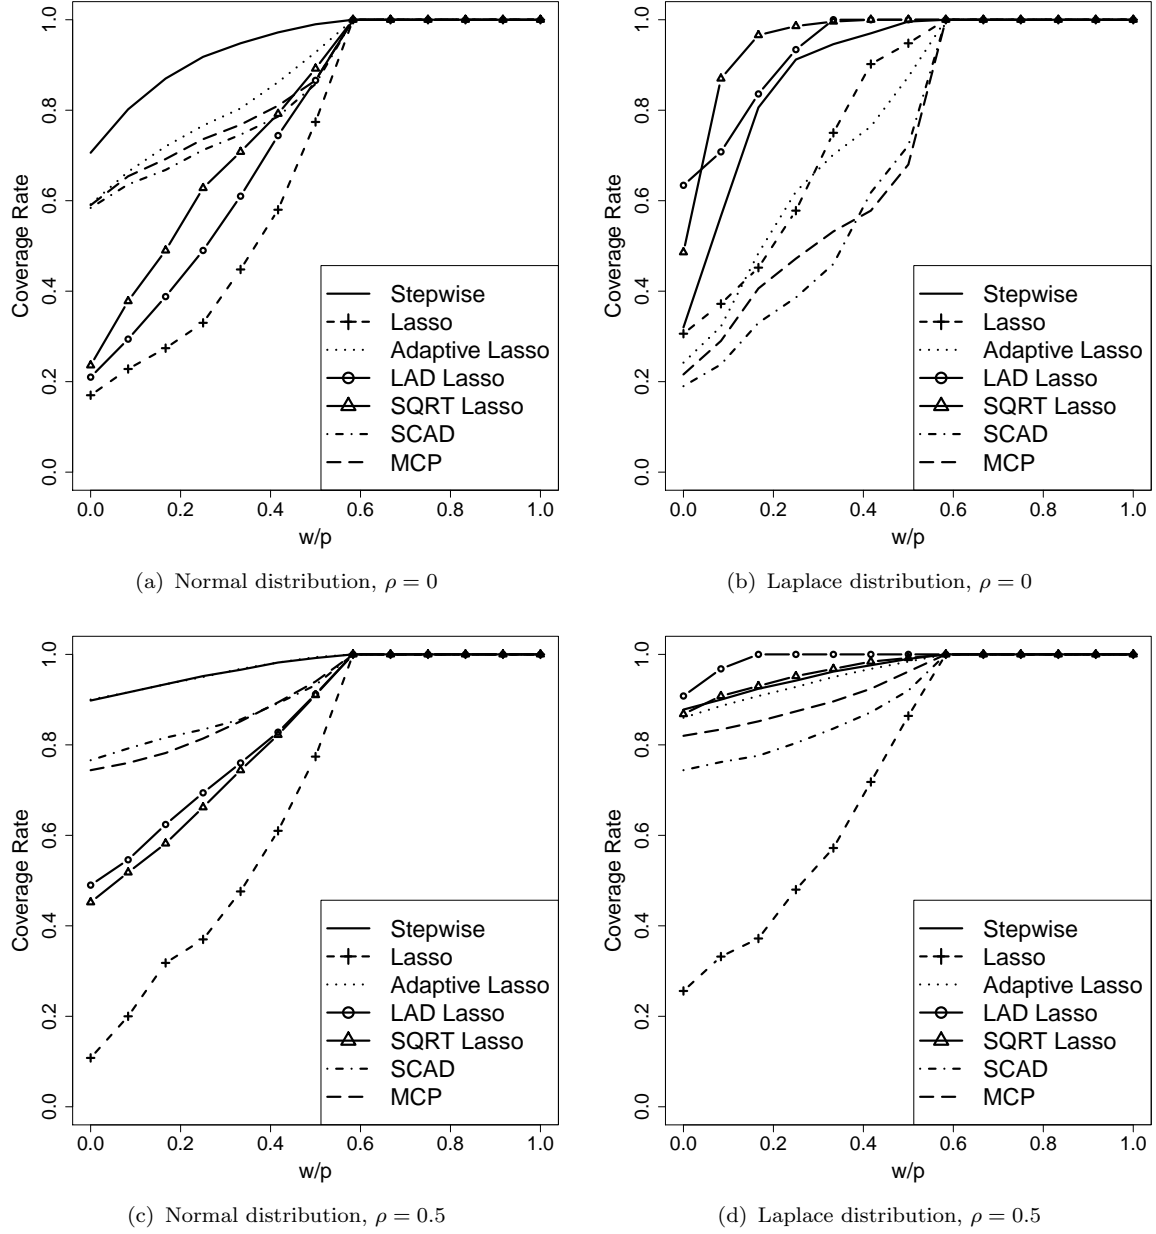 Coverage Rate
1.0
0.8
0.6
0.4
0.2
0.0
Stepwise
Lasso
Adaptive Lasso
LAD Lasso
SQRT Lasso
SCAD
MCP
0.0 0.2 0.4 0.6 0.8 1.0
w/p
(a) Normal distribution, ρ = 0
Coverage Rate
1.0
0.8
0.6
0.4
0.2
0.0
Stepwise
Lasso
Adaptive Lasso
LAD Lasso
SQRT Lasso
SCAD
MCP
0.0 0.2 0.4 0.6 0.8 1.0
w/p
(b) Laplace distribution, ρ = 0
Coverage Rate
1.0
0.8
0.6
0.4
0.2
0.0
Stepwise
Lasso
Adaptive Lasso
LAD Lasso
SQRT Lasso
SCAD
MCP
0.0 0.2 0.4 0.6 0.8 1.0
w/p
(c) Normal distribution, ρ = 0.5
Coverage Rate
1.0
0.8
0.6
0.4
0.2
0.0
Stepwise
Lasso
Adaptive Lasso
LAD Lasso
SQRT Lasso
SCAD
MCP
0.0 0.2 0.4 0.6 0.8 1.0
w/p
(d) Laplace distribution, ρ = 0.5